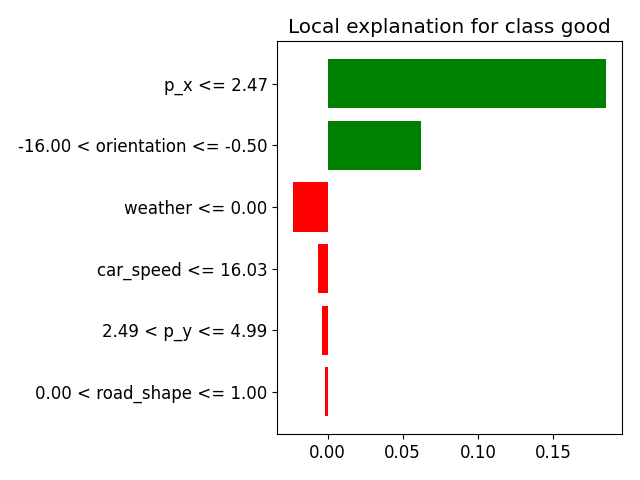 Local explanation for class good
p_x <= 2.47
-16.00 < orientation <= -0.50
weather <= 0.00
car_speed <= 16.03
2.49 < p_y <= 4.99
0.00 < road_shape <= 1.00
0.00 0.05 0.10 0.15